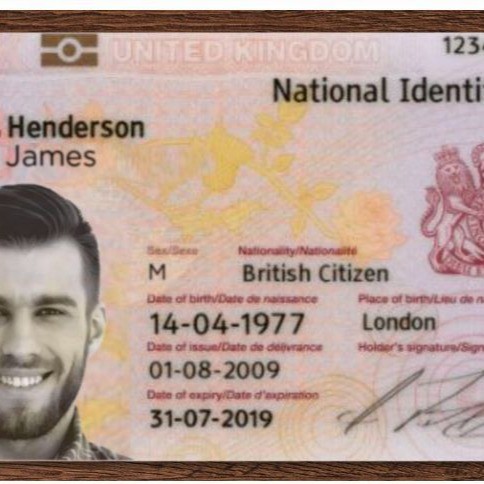 UNITED KINGDOM
1234
National Identi
Henderson
James
Sex/Sexe
Nationality/Nationalité
M
British Citizen
Date of birth/Date de naissance
Place of birth/Lieu de n
14-04-1977
London
Date of issue/Date de délivrance
Holder's signature/Sign
01-08-2009
Date of expiry/Date d'expiration
31-07-2019